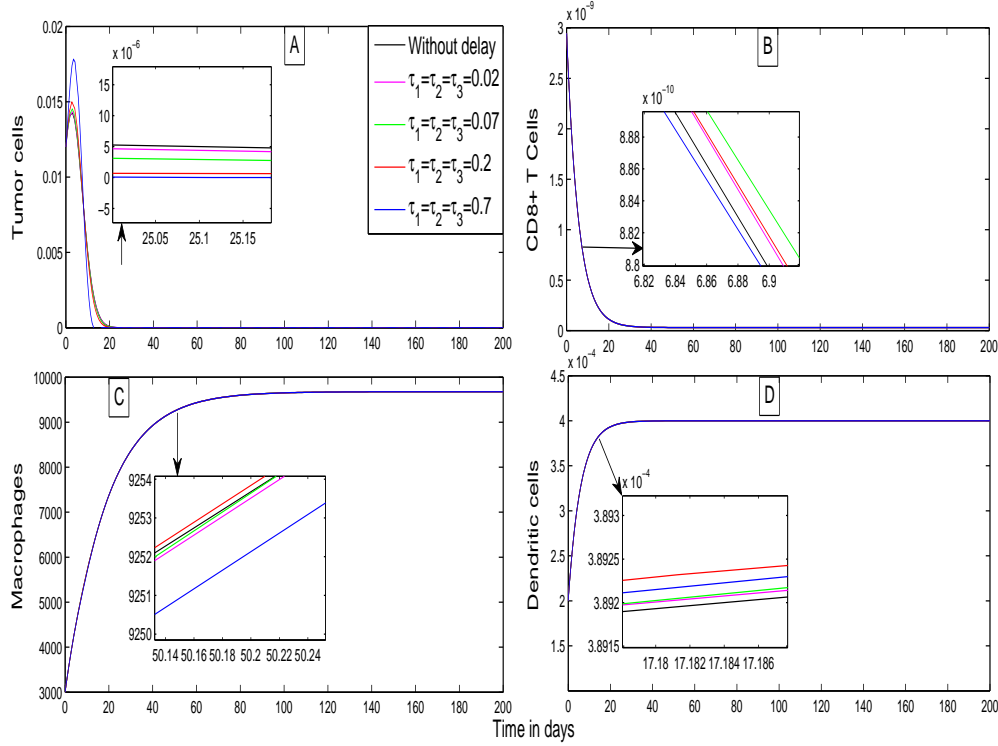 A
Tumor cells
0.02
0.015
0.01
0.005
0
0 20 40 60 80 100 120 140 160 180 200
x 10⁻⁶
15
10
5
0
-5
25.05 25.1 25.15
Without delay
τ₁=τ₂=τ₃=0.02
τ₁=τ₂=τ₃=0.07
τ₁=τ₂=τ₃=0.2
τ₁=τ₂=τ₃=0.7
B
CD8+ T Cells
x 10⁻⁹
3
2.5
2
1.5
1
0.5
0
0 20 40 60 80 100 120 140 160 180 200
x 10⁻¹⁰
8.88
8.86
8.84
8.82
8.8
6.82 6.84 6.86 6.88 6.9
C
Macrophages
10000
9000
8000
7000
6000
5000
4000
3000
0 20 40 60 80 100 120 140 160 180 200
9254
9253
9252
9251
9250
50.14 50.16 50.18 50.2 50.22 50.24
D
Dendritic cells
x 10⁻⁴
4.5
4
3.5
3
2.5
2
1.5
1
0 20 40 60 80 100 120 140 160 180 200
x 10⁻⁴
3.893
3.8925
3.892
3.8915
17.18 17.182 17.184 17.186
Time in days